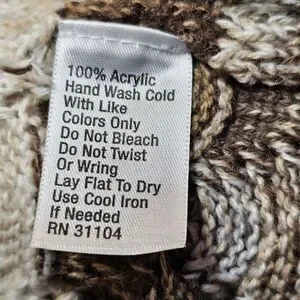 100% Acrylic
Hand Wash Cold
With Like
Colors Only
Do Not Bleach
Do Not Twist
Or Wring
Lay Flat To Dry
Use Cool Iron
If Needed
RN 31104